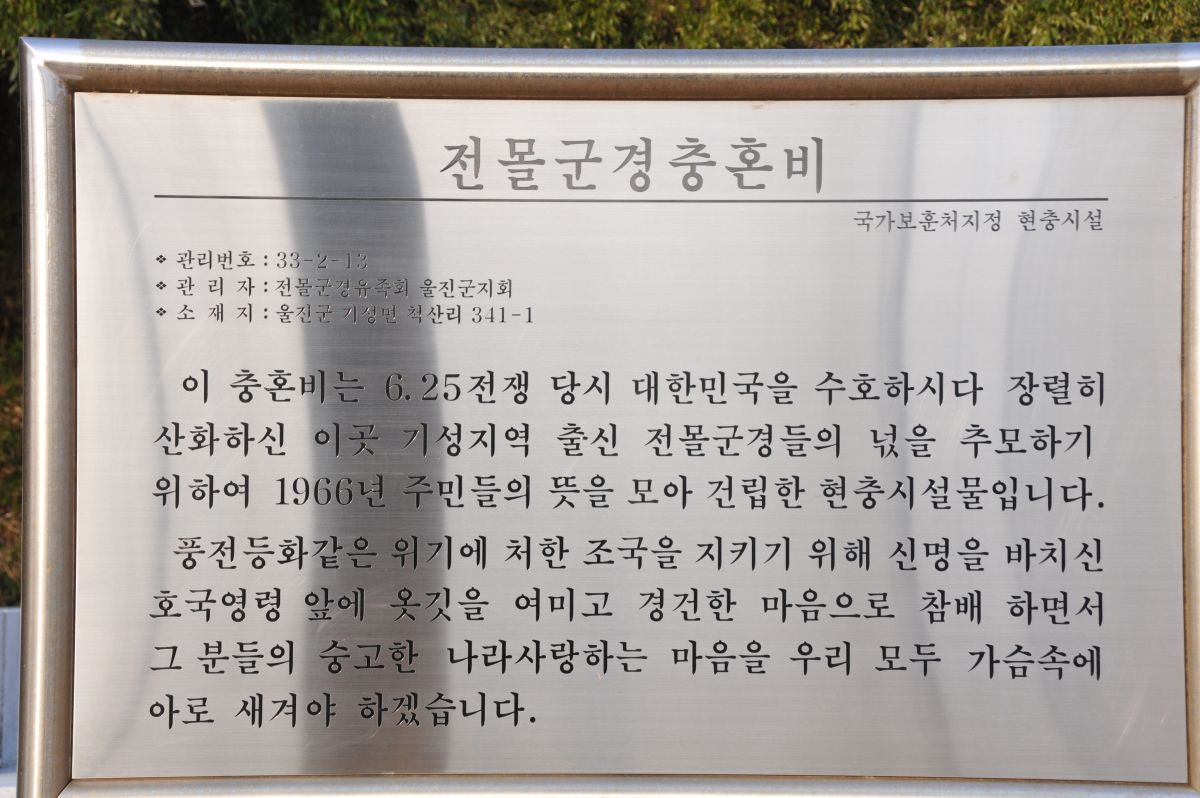 전몰군경충혼비
국가보훈처지정 현충시설
❖ 관리번호 : 33-2-13
❖ 관 리 자 : 전몰군경유족회 울진군지회
❖ 소 재 지 : 울진군 기성면 척산리 341-1
이 충혼비는 6.25전쟁 당시 대한민국을 수호하시다 장렬히
산화하신 이곳 기성지역 출신 전몰군경들의 넋을 추모하기
위하여 1966년 주민들의 뜻을 모아 건립한 현충시설물입니다.
풍전등화같은 위기에 처한 조국을 지키기 위해 신명을 바치신
호국영령 앞에 옷깃을 여미고 경건한 마음으로 참배 하면서
그 분들의 숭고한 나라사랑하는 마음을 우리 모두 가슴속에
아로 새겨야 하겠습니다.